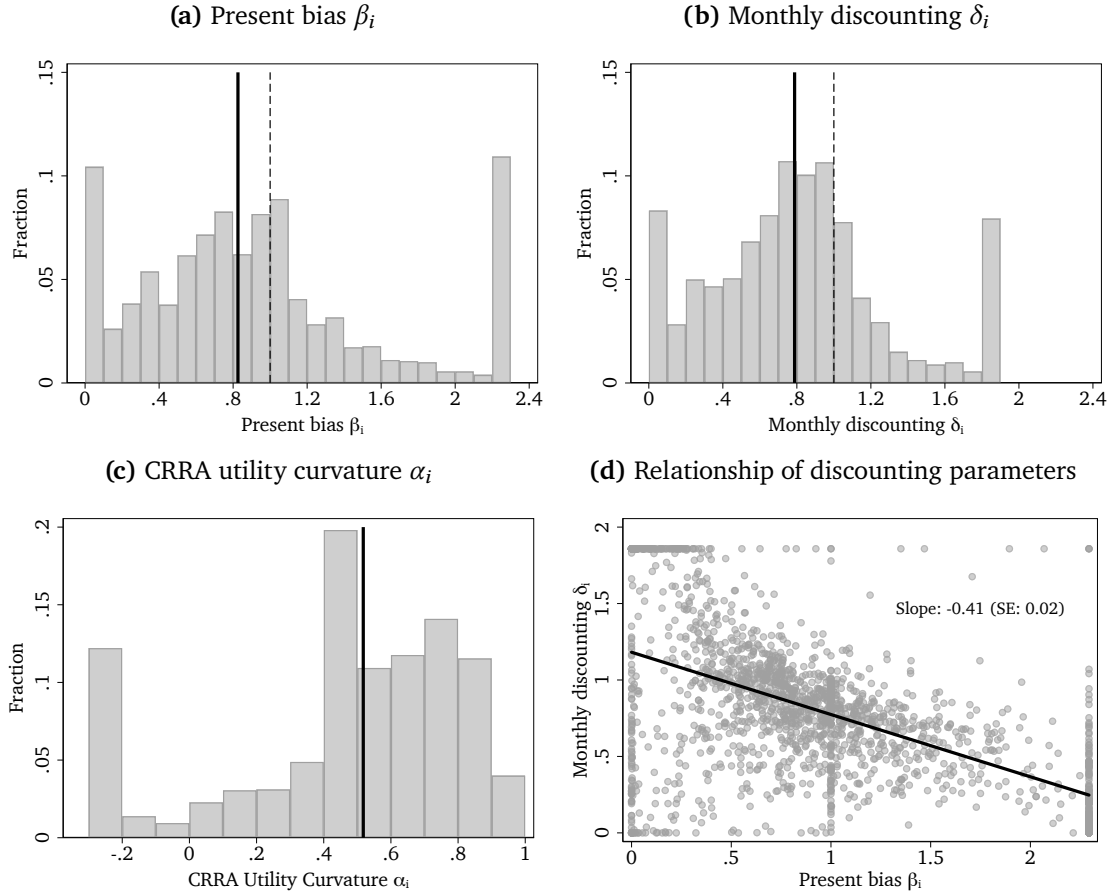 (a) Present bias βi
.15
.1
.05
0
Fraction
0 .4 .8 1.2 1.6 2 2.4
Present bias βi
(b) Monthly discounting δi
.15
.1
.05
0
Fraction
0 .4 .8 1.2 1.6 2 2.4
Monthly discounting δi
(c) CRRA utility curvature αi
.2
.15
.1
.05
0
Fraction
-.2 0 .2 .4 .6 .8 1
CRRA Utility Curvature αi
(d) Relationship of discounting parameters
2
1.5
1
.5
0
Monthly discounting δi
Slope: -0.41 (SE: 0.02)
0 .5 1 1.5 2
Present bias βi